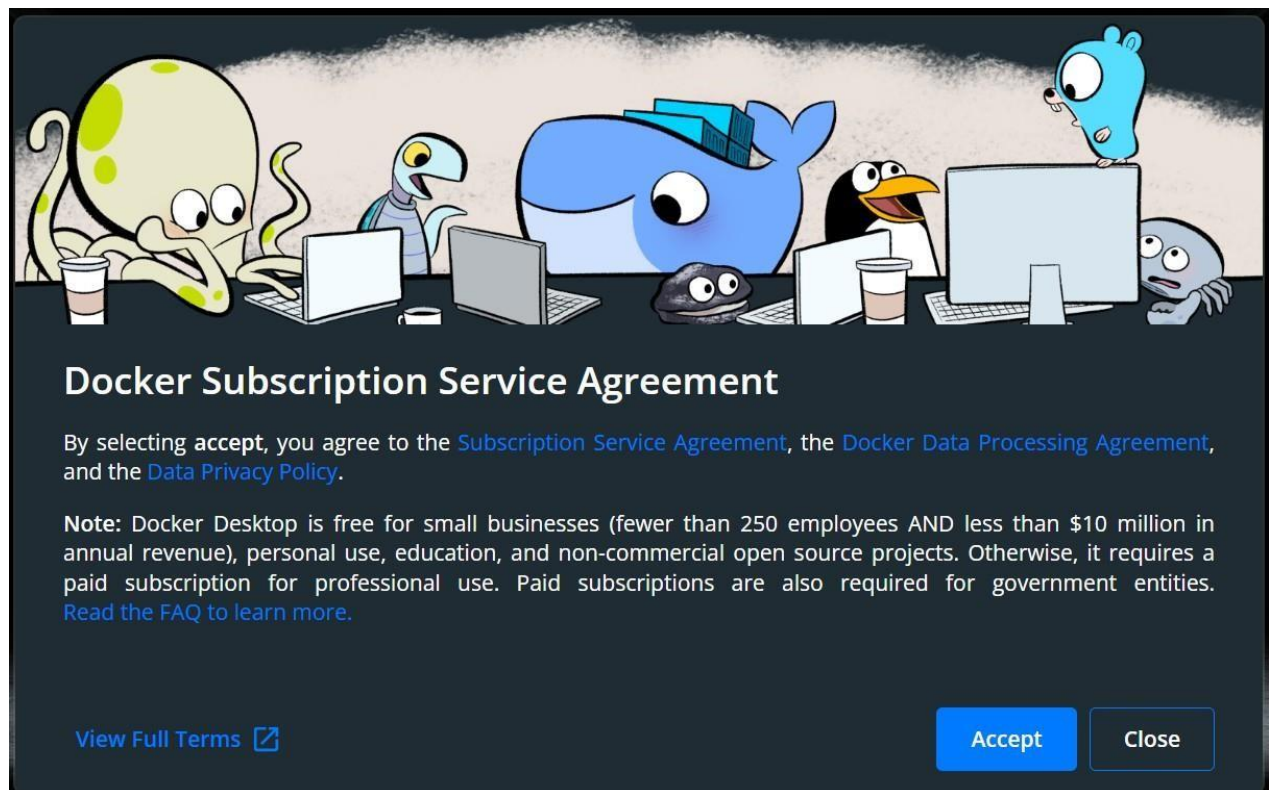 Docker Subscription Service Agreement
By selecting accept, you agree to the Subscription Service Agreement, the Docker Data Processing Agreement,
and the Data Privacy Policy.
Note: Docker Desktop is free for small businesses (fewer than 250 employees AND less than $10 million in
annual revenue), personal use, education, and non-commercial open source projects. Otherwise, it requires a
paid subscription for professional use. Paid subscriptions are also required for government entities.
Read the FAQ to learn more.
View Full Terms
Accept
Close